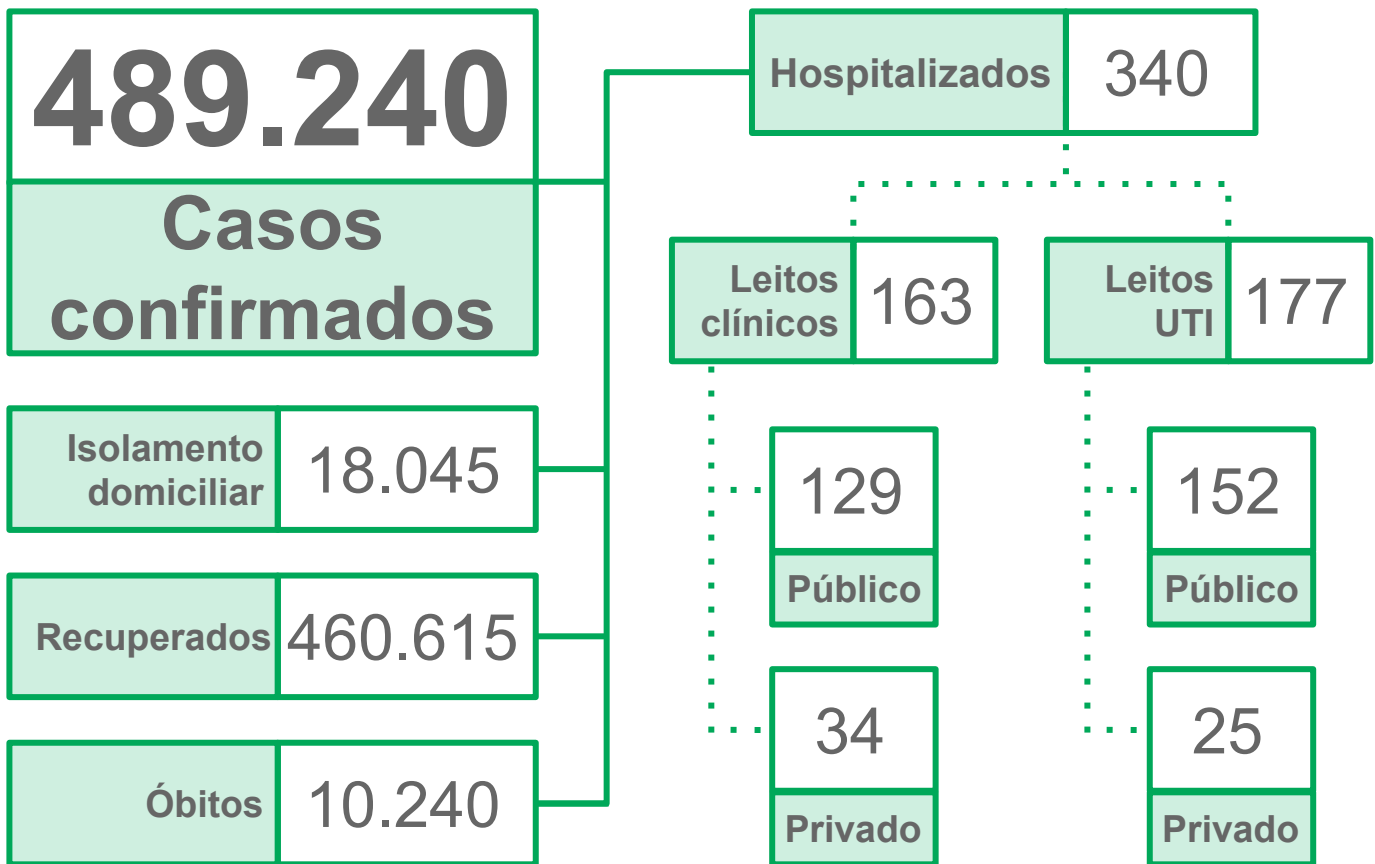 489.240
Casos
confirmados
Isolamento
domiciliar
18.045
Recuperados
460.615
Óbitos
10.240
Hospitalizados
340
Leitos
clínicos
163
129
Público
34
Privado
Leitos
UTI
177
152
Público
25
Privado